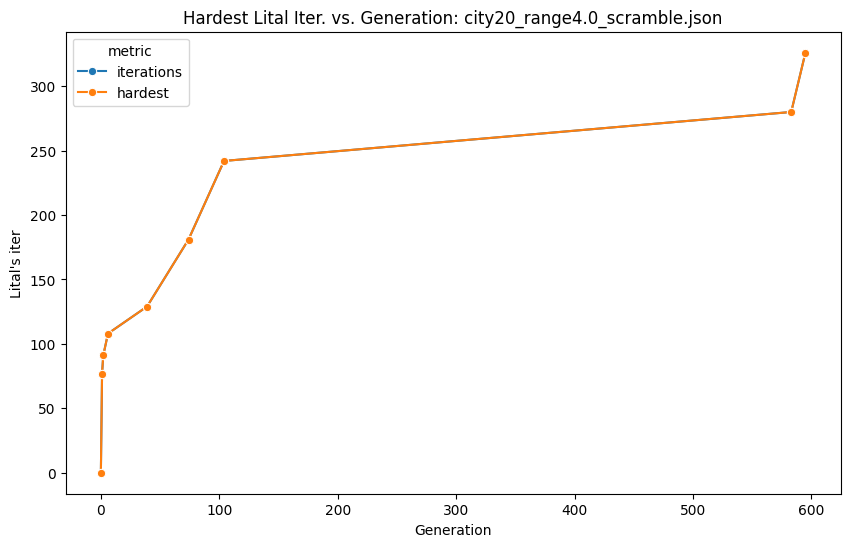 Hardest Lital Iter. vs. Generation: city20_range4.0_scramble.json
metric
iterations
hardest
300
250
200
150
100
50
0
Lital's iter
0 100 200 300 400 500 600
Generation